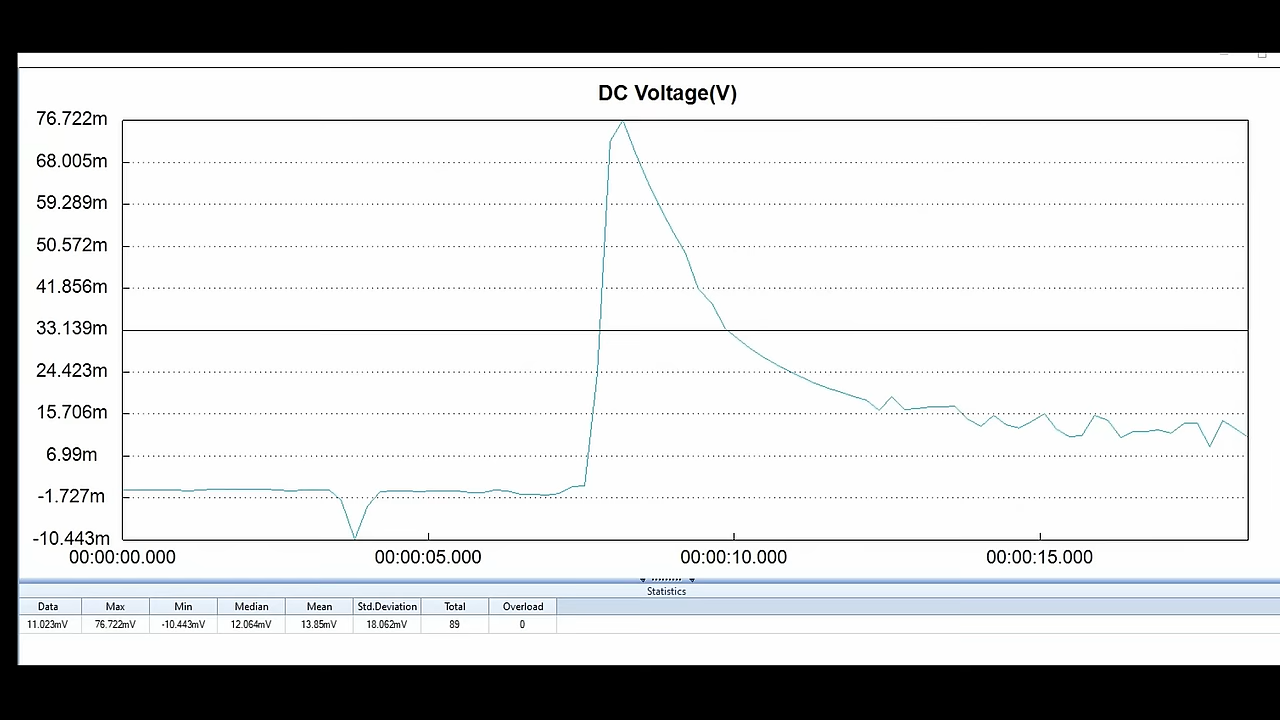 DC Voltage(V)
76.722m
68.005m
59.289m
50.572m
41.856m
33.139m
24.423m
15.706m
6.99m
-1.727m
-10.443m
00:00:00.000 00:00:05.000 00:00:10.000 00:00:15.000
Statistics
Data Max Min Median Mean Std.Deviation Total Overload
11.023mV 76.722mV -10.443mV 12.064mV 13.85mV 18.062mV 89 0